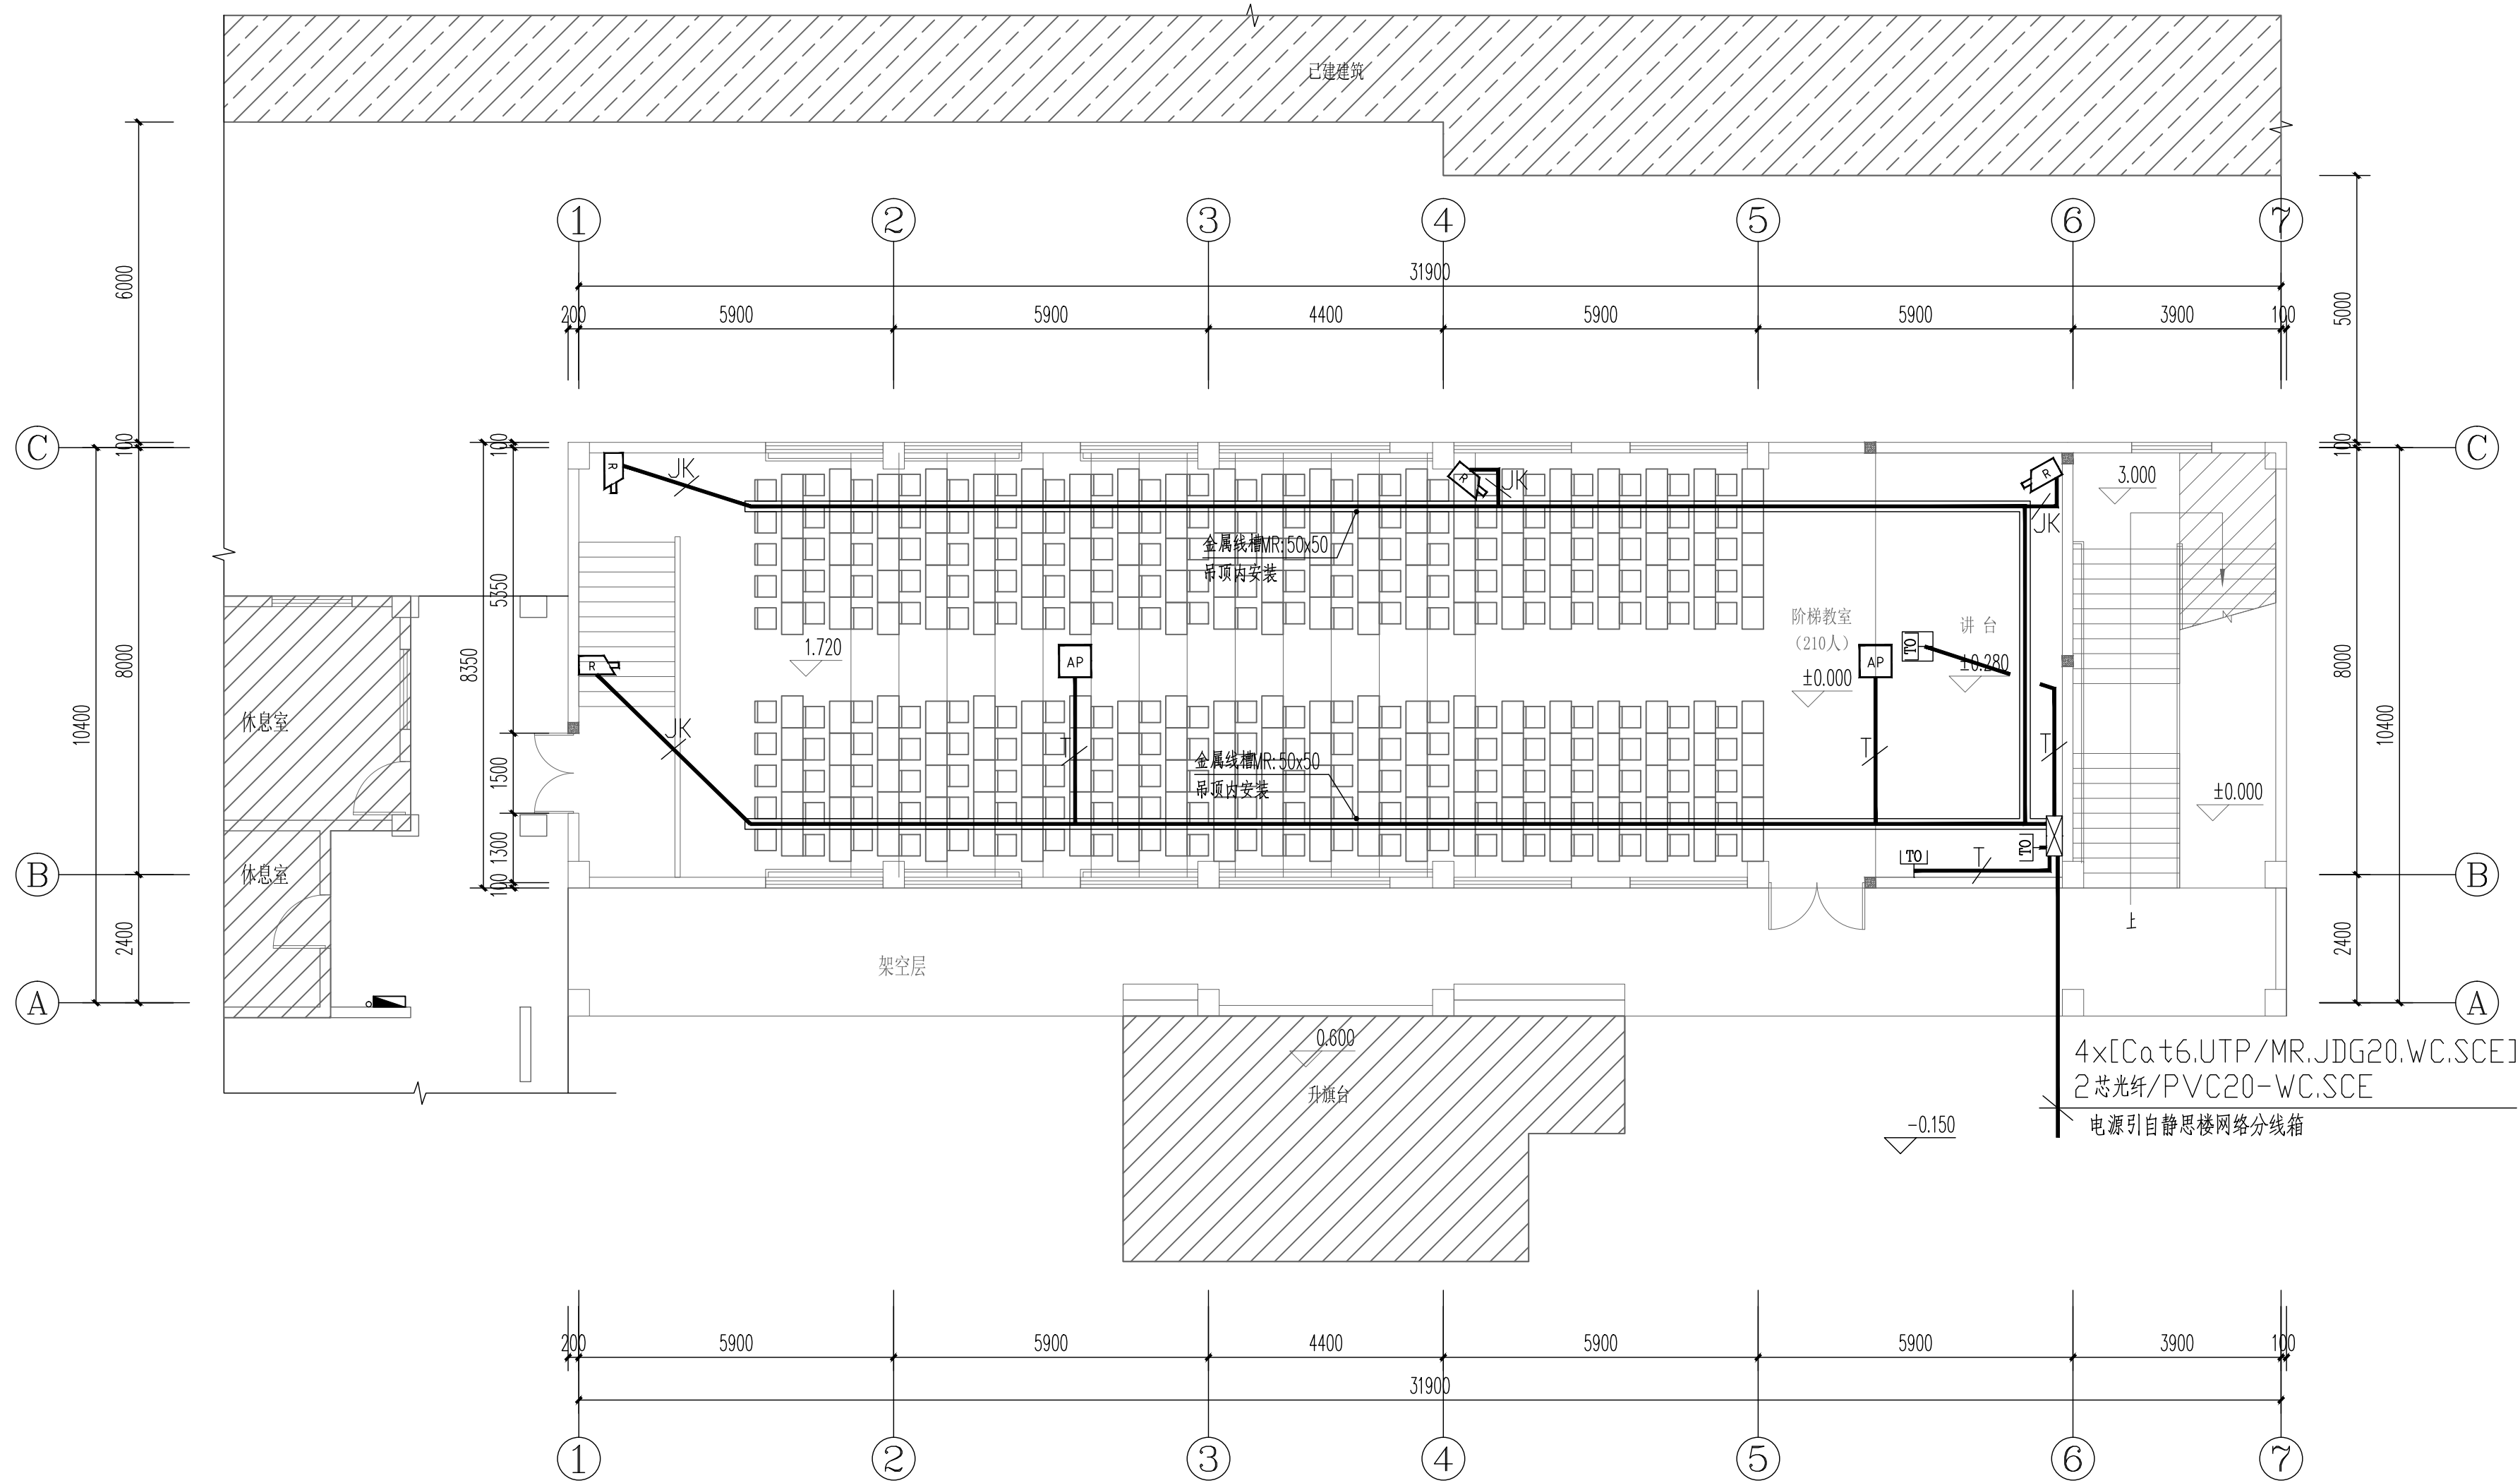 已建建筑
① ② ③ ④ ⑤ ⑥ ⑦
31900
200 5900 5900 4400 5900 5900 3900 100
6000
5000
Ⓒ 100 100 100 Ⓒ
R JK R JK R JK
3.000
金属线槽MR:50x50
吊顶内安装
5350
8350
8000
10400
阶梯教室
(210人)
讲 台
TO
1.720
AP AP
±0.280
±0.000
8000
10400
R
JK
休息室
T
T
T
金属线槽MR:50x50
吊顶内安装
1500
±0.000
1300
TO T TO
Ⓑ 休息室 100 Ⓑ
上
2400
架空层
2400
Ⓐ Ⓐ
0.600
升旗台
4x[Cat6.UTP/MR.JDG20.WC.SCE]
2芯光纤/PVC20-WC.SCE
电源引自静思楼网络分线箱
-0.150
200 5900 5900 4400 5900 5900 3900 100
31900
① ② ③ ④ ⑤ ⑥ ⑦